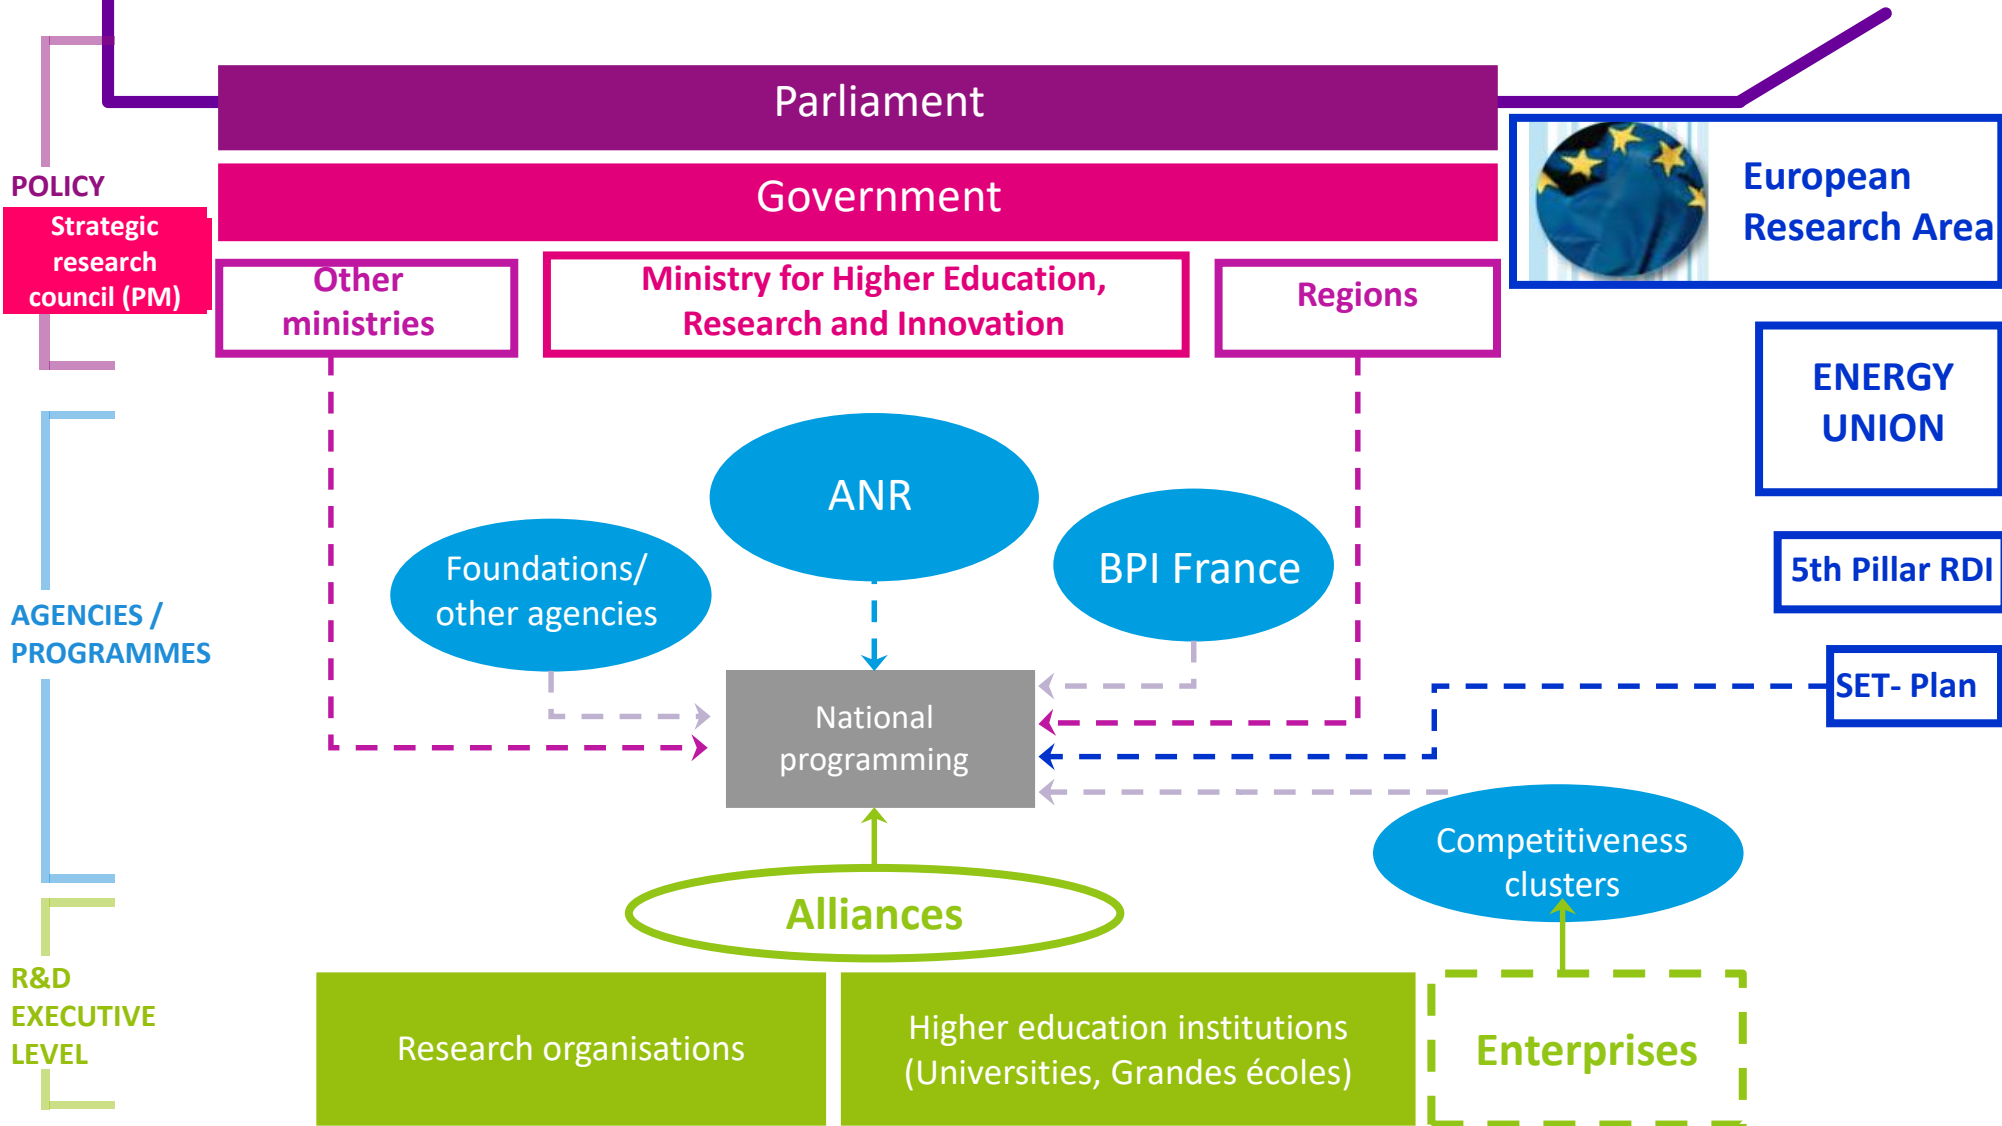 Parliament
Government
POLICY
Strategic
research
council (PM)
Other
ministries
Ministry for Higher Education,
Research and Innovation
Regions
European
Research Area
ENERGY
UNION
5th Pillar RDI
SET- Plan
AGENCIES /
PROGRAMMES
ANR
Foundations/
other agencies
BPI France
National
programming
Competitiveness
clusters
Alliances
R&D
EXECUTIVE
LEVEL
Research organisations
Higher education institutions
(Universities, Grandes écoles)
Enterprises